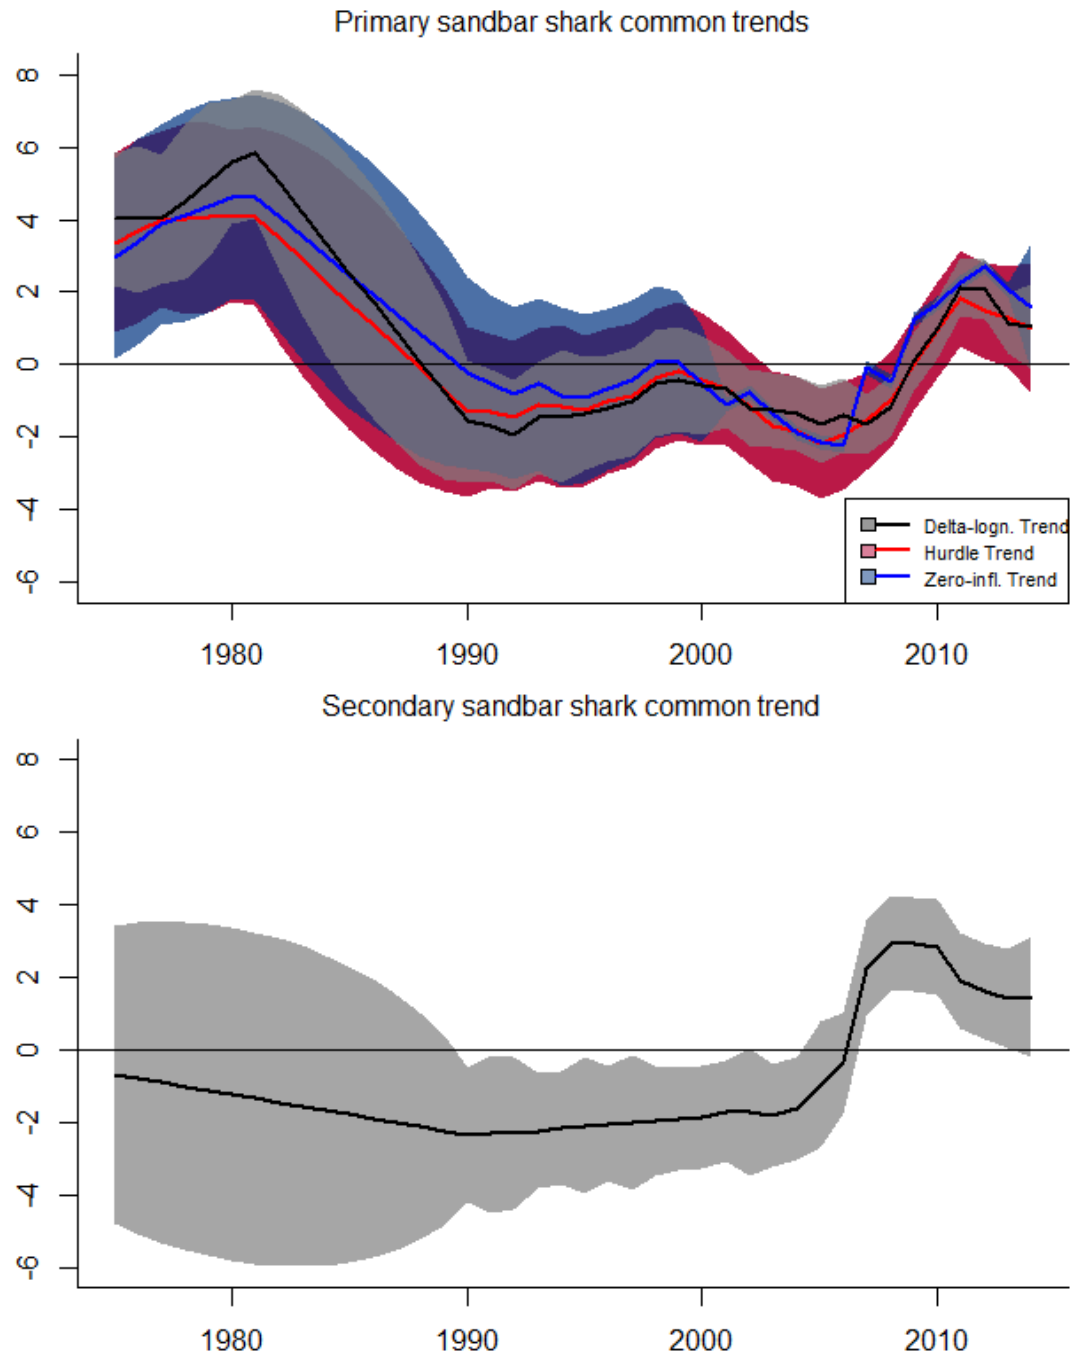 Primary sandbar shark common trends
8
6
4
2
0
-2
-4
-6
Delta-logn. Trend
Hurdle Trend
Zero-infl. Trend
1980 1990 2000 2010
Secondary sandbar shark common trend
8
6
4
2
0
-2
-4
-6
1980 1990 2000 2010